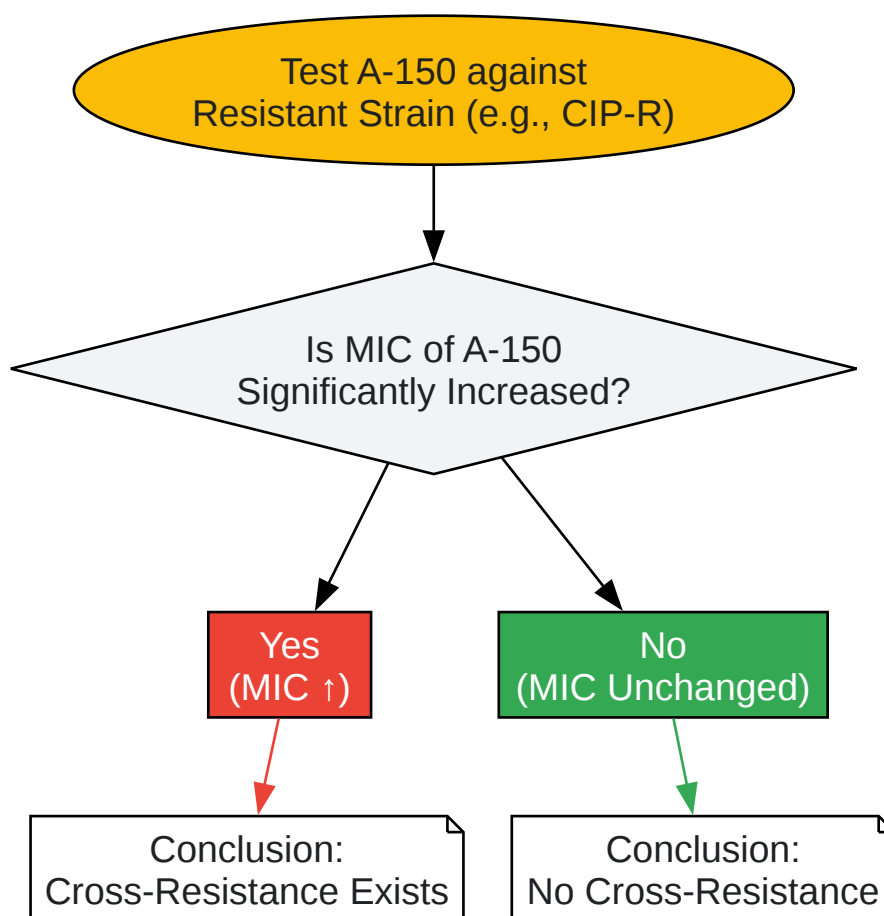 Test A-150 against
Resistant Strain (e.g., CIP-R)
Is MIC of A-150
Significantly Increased?
Yes
(MIC ↑)
No
(MIC Unchanged)
Conclusion:
Cross-Resistance Exists
Conclusion:
No Cross-Resistance